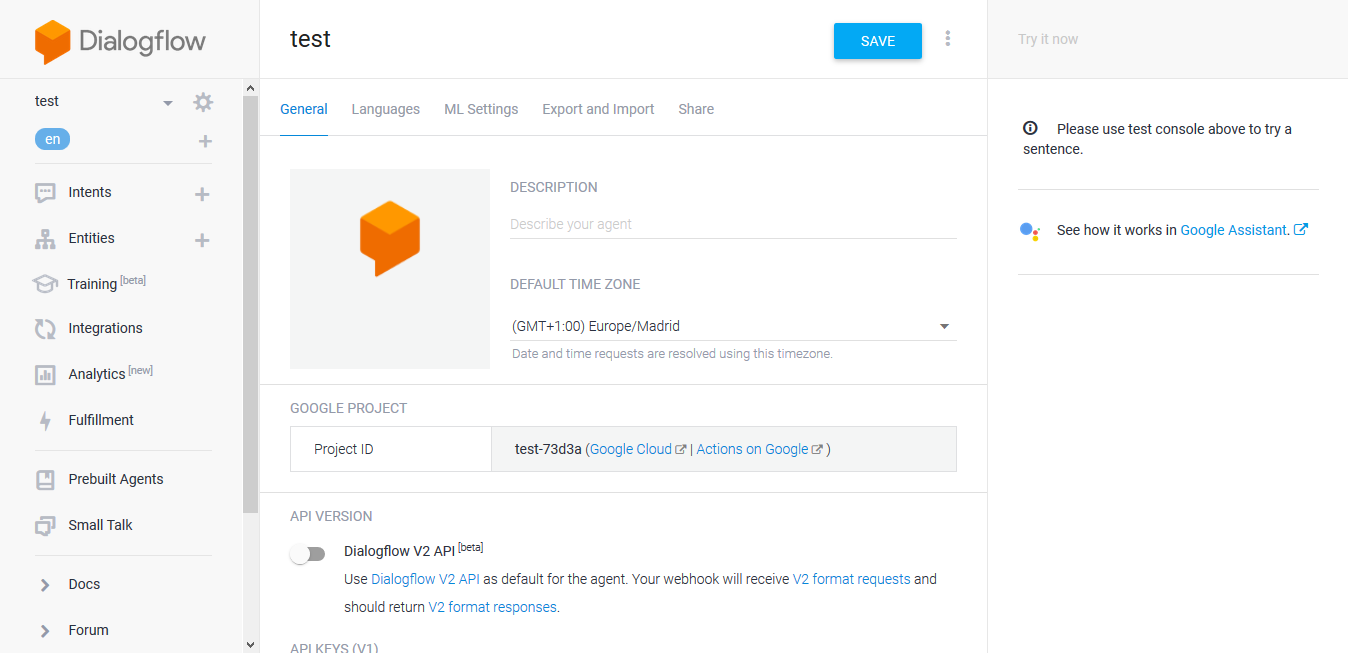 Dialogflow
test
en
Intents
Entities
Training [beta]
Integrations
Analytics [new]
Fulfillment
Prebuilt Agents
Small Talk
Docs
Forum
test
SAVE
General Languages ML Settings Export and Import Share
DESCRIPTION
Describe your agent
DEFAULT TIME ZONE
(GMT+1:00) Europe/Madrid
Date and time requests are resolved using this timezone.
GOOGLE PROJECT
Project ID test-73d3a (Google Cloud | Actions on Google )
API VERSION
Dialogflow V2 API [beta]
Use Dialogflow V2 API as default for the agent. Your webhook will receive V2 format requests and
should return V2 format responses.
API KEYS (V1)
Try it now
Please use test console above to try a
sentence.
See how it works in Google Assistant.